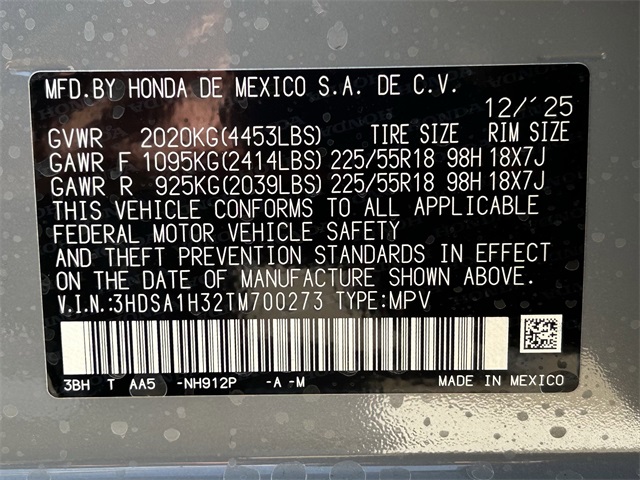 MFD.BY HONDA DE MEXICO S.A. DE C.V.
12/'25
GVWR 2020KG(4453LBS) TIRE SIZE RIM SIZE
GAWR F 1095KG(2414LBS) 225/55R18 98H 18X7J
GAWR R 925KG(2039LBS) 225/55R18 98H 18X7J
THIS VEHICLE CONFORMS TO ALL APPLICABLE
FEDERAL MOTOR VEHICLE SAFETY
AND THEFT PREVENTION STANDARDS IN EFFECT
ON THE DATE OF MANUFACTURE SHOWN ABOVE.
V.I.N.:3HDSA1H32TM700273 TYPE:MPV
3BH T AA5 -NH912P -A -M MADE IN MEXICO